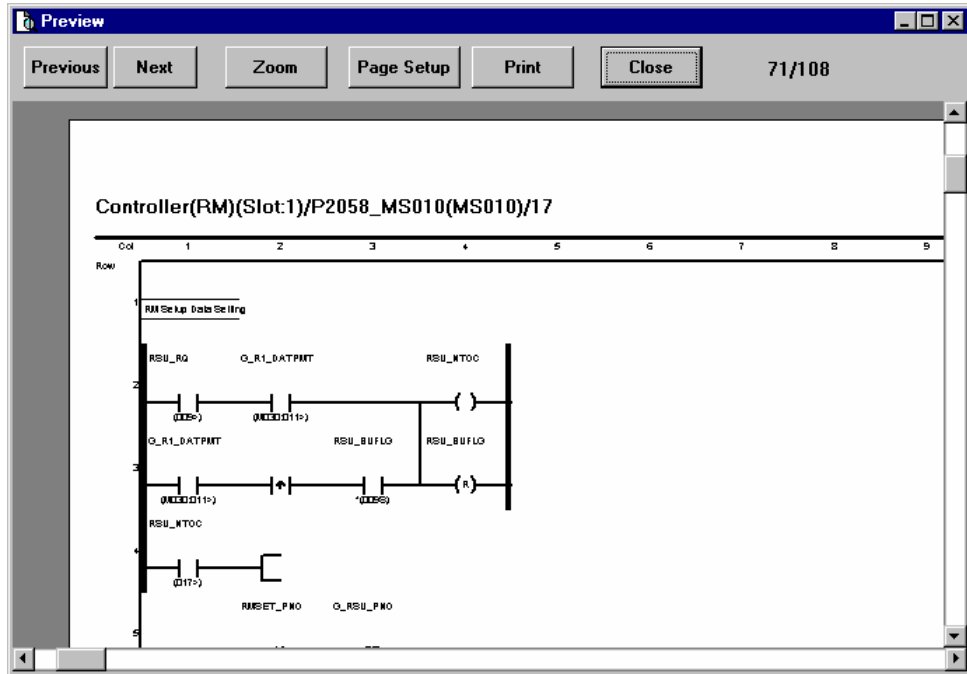 Preview
Previous Next Zoom Page Setup Print Close 71/108
Controller(RM)(Slot:1)/P2058_MS010(MS010)/17
Col 1 2 3 4 5 6 7 8 9
Row
1 RM Setup Data Setting
RSU_RQ G_R1_DATPMT RSU_NTOC
2
G_R1_DATPMT RSU_BUFLG RSU_BUFLG
3 R
RSU_NTOC
4
(017>)
RMSET_PNO G_RSU_PNO
5